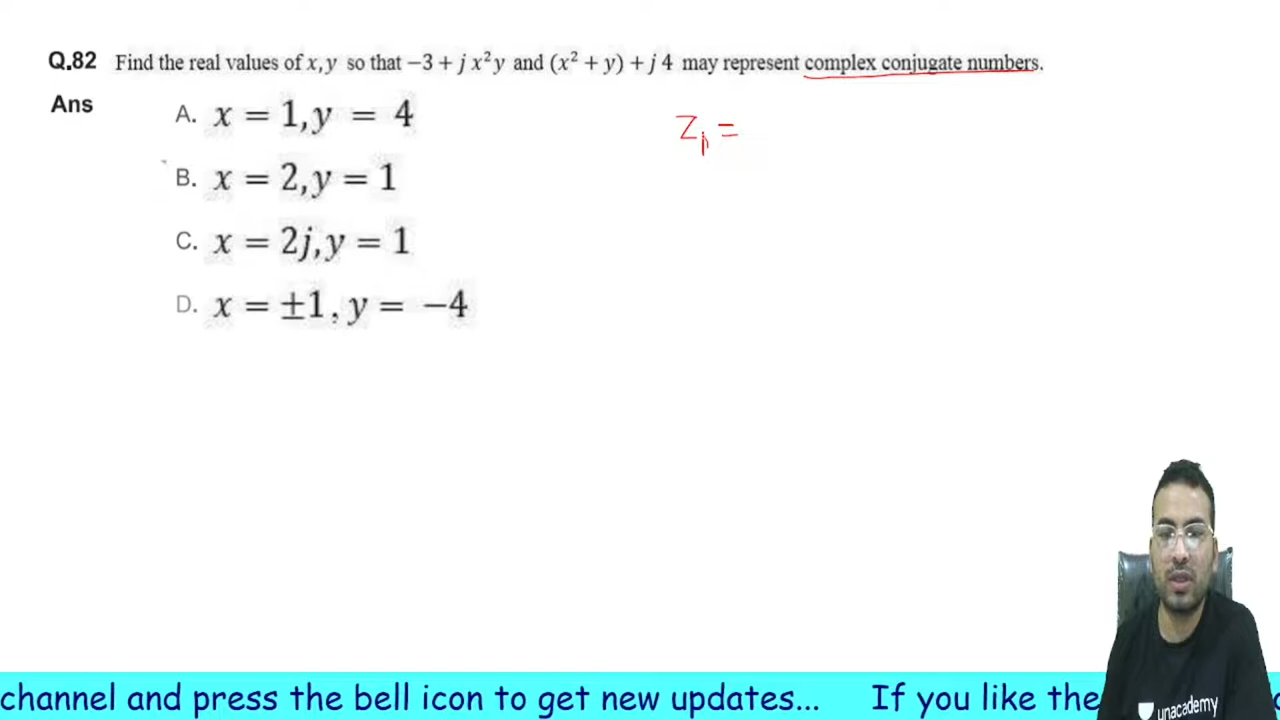 Q.82 Find the real values of x, y so that −3 + j x²y and (x² + y) + j 4 may represent complex conjugate numbers.
Ans
A. x = 1, y = 4
B. x = 2, y = 1
C. x = 2j, y = 1
D. x = ±1, y = −4
Z₁ =
unacademy
channel and press the bell icon to get new updates... If you like the